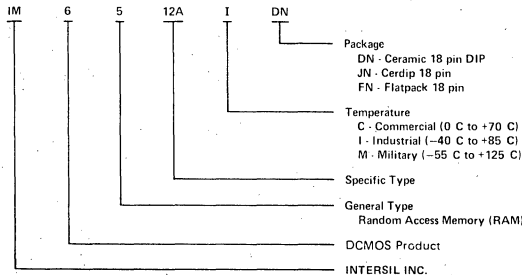 IM 6 5 12A I DN
Package
DN - Ceramic 18 pin DIP
JN - Cerdip 18 pin
FN - Flatpack 18 pin
Temperature
C - Commercial (0 C to +70 C)
I - Industrial (−40 C to +85 C)
M - Military (−55 C to +125 C)
Specific Type
General Type
Random Access Memory (RAM)
DCMOS Product
INTERSIL INC.